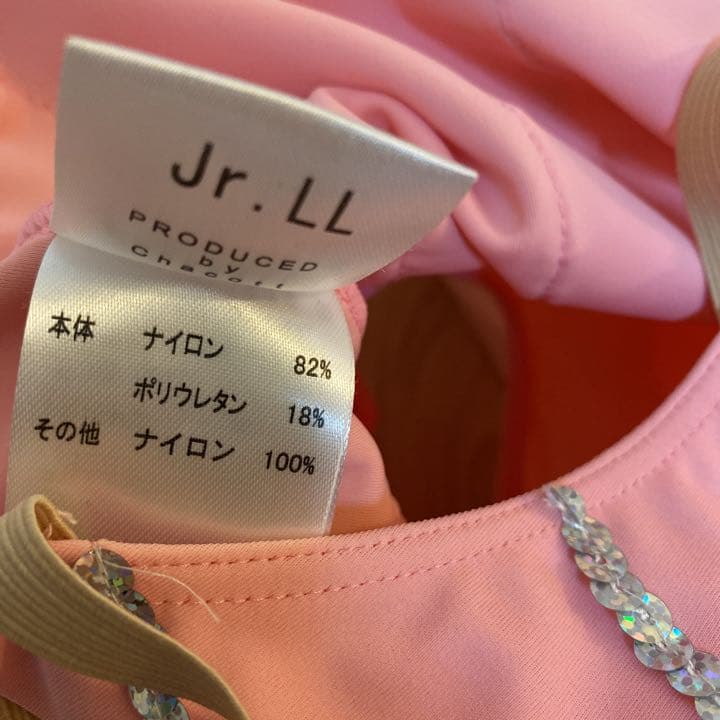 Jr. LL
PRODUCED
by
Chacott
本体 ナイロン 82%
ポリウレタン 18%
その他 ナイロン 100%